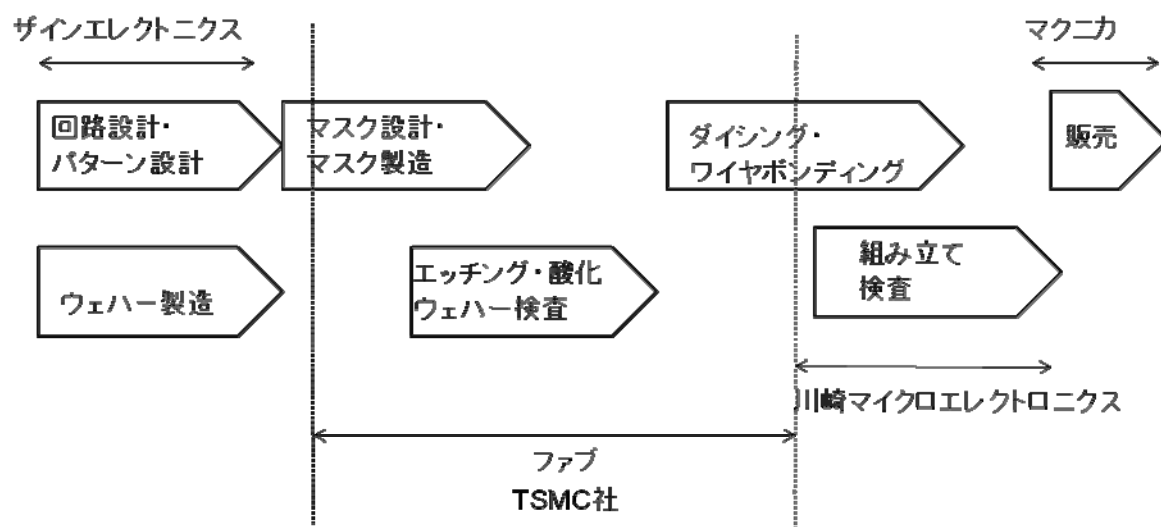 ザインエレクトニクス
マクニカ
回路設計・
パターン設計
マスク設計・
マスク製造
ダイシング・
ワイヤボンディング
販売
ウェハー製造
エッチング・酸化
ウェハー検査
組み立て
検査
川崎マイクロエレクトロニクス
ファブ
TSMC社